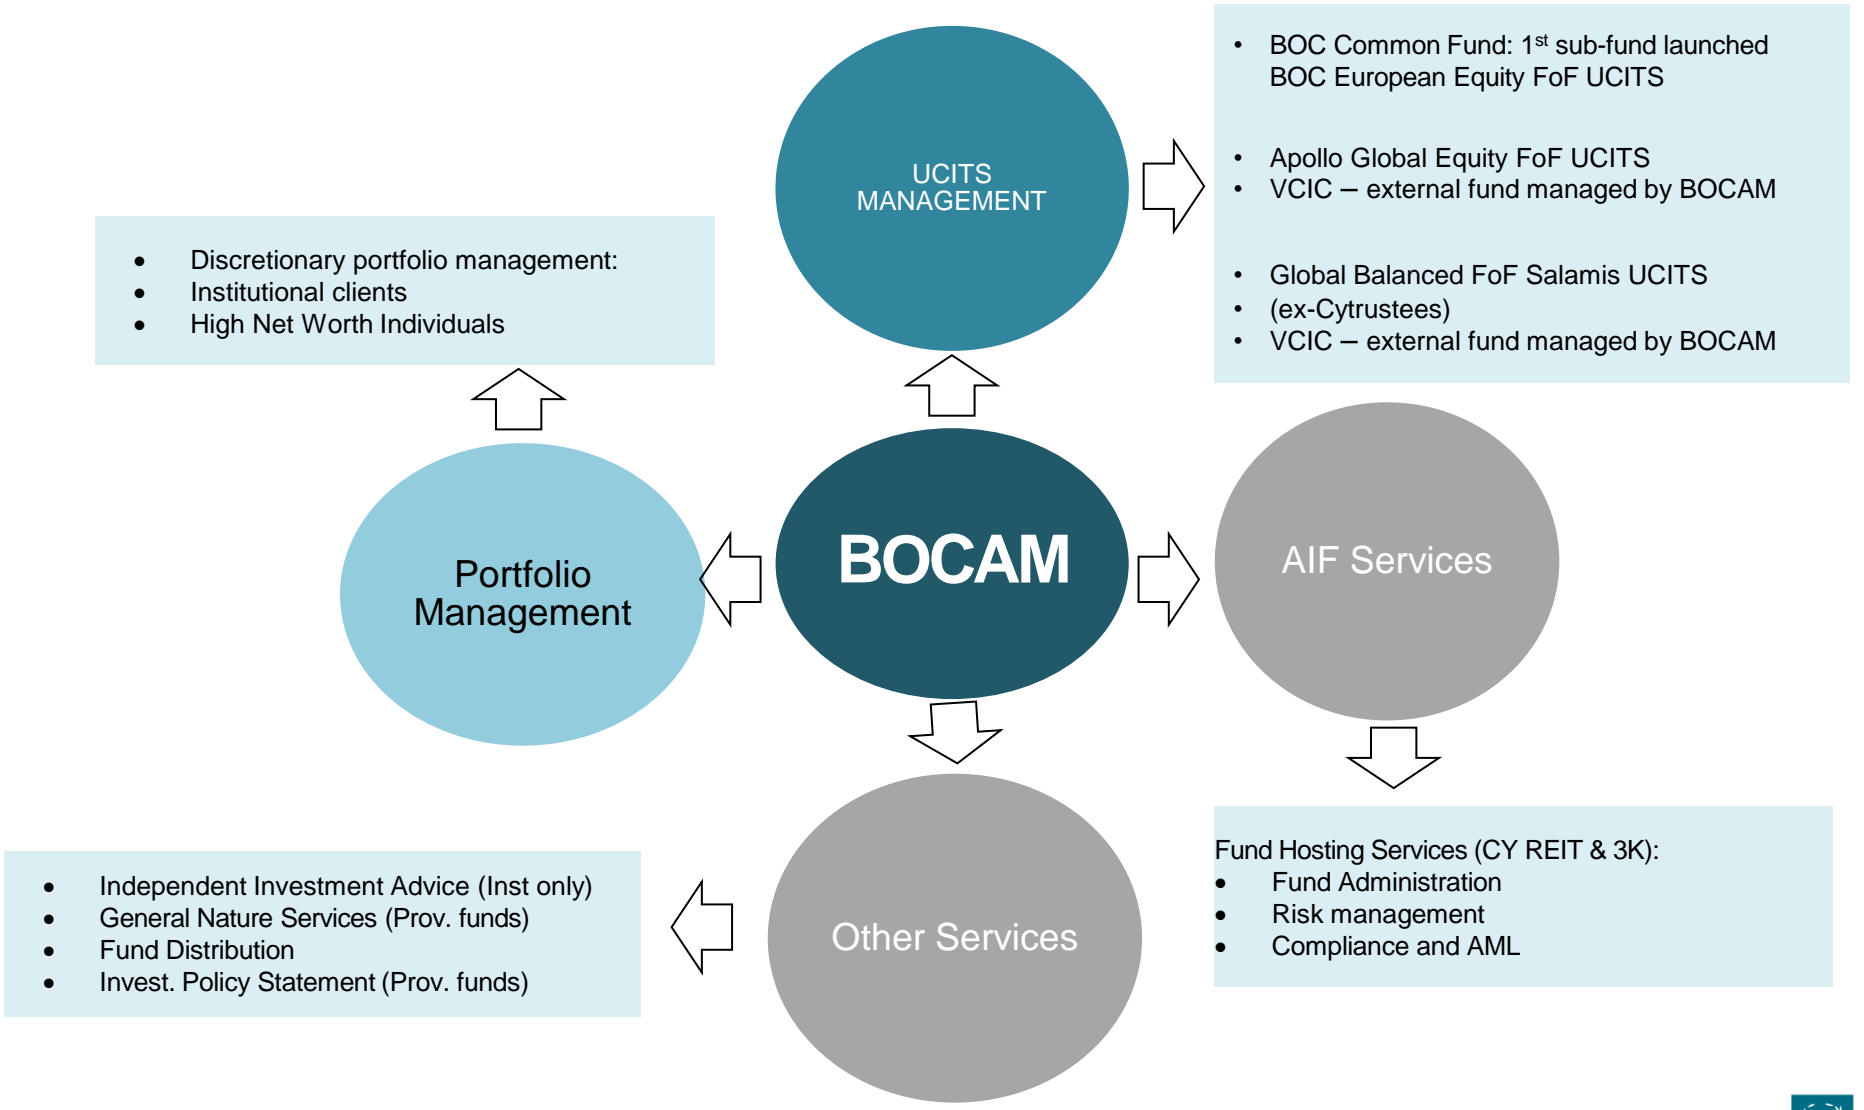 UCITS
MANAGEMENT
• BOC Common Fund: 1st sub-fund launched
BOC European Equity FoF UCITS
• Apollo Global Equity FoF UCITS
• VCIC – external fund managed by BOCAM
• Global Balanced FoF Salamis UCITS
• (ex-Cytrustees)
• VCIC – external fund managed by BOCAM
• Discretionary portfolio management:
• Institutional clients
• High Net Worth Individuals
Portfolio
Management
BOCAM
AIF Services
Other Services
• Independent Investment Advice (Inst only)
• General Nature Services (Prov. funds)
• Fund Distribution
• Invest. Policy Statement (Prov. funds)
Fund Hosting Services (CY REIT & 3K):
• Fund Administration
• Risk management
• Compliance and AML